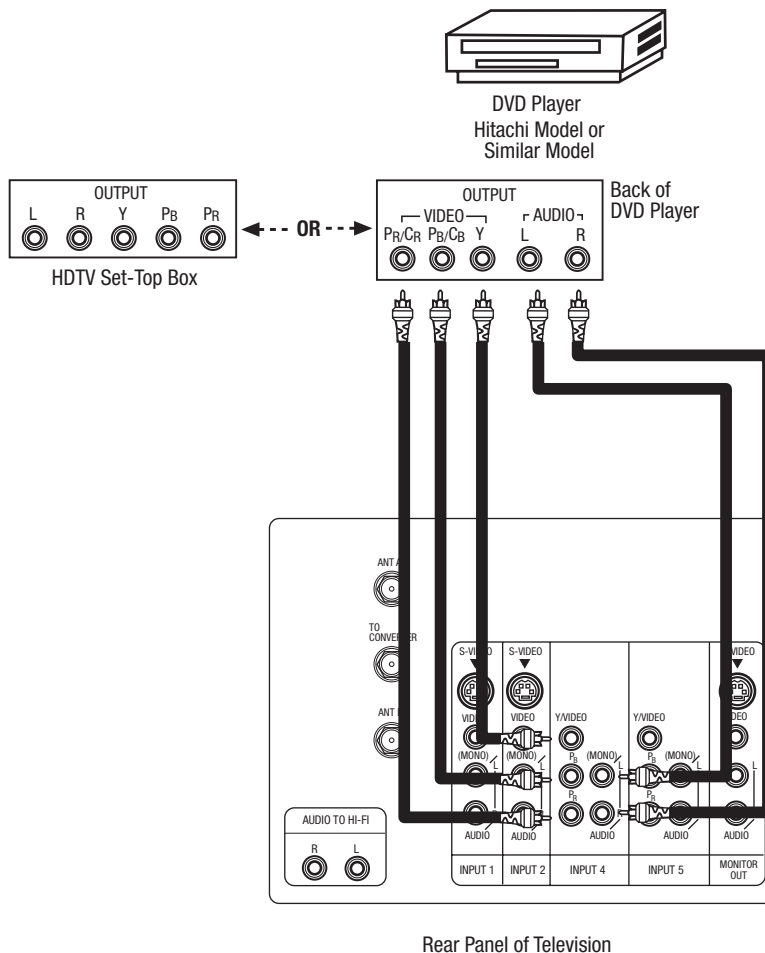 DVD Player
Hitachi Model or
Similar Model
OUTPUT
L R Y PB PR
HDTV Set-Top Box
OR
OUTPUT
VIDEO AUDIO
PR/CR PB/CB Y L R
Back of
DVD Player
ANT
TO
ANT
S-VIDEO S-VIDEO
VIDEO Y/VIDEO Y/VIDEO
(MONO) L (MONO) L PB (MONO) L PB (MONO) L L
PR PR
AUDIO AUDIO AUDIO AUDIO AUDIO
INPUT 1 INPUT 2 INPUT 4 INPUT 5 MONITOR
OUT
AUDIO TO HI-FI
R L
Rear Panel of Television